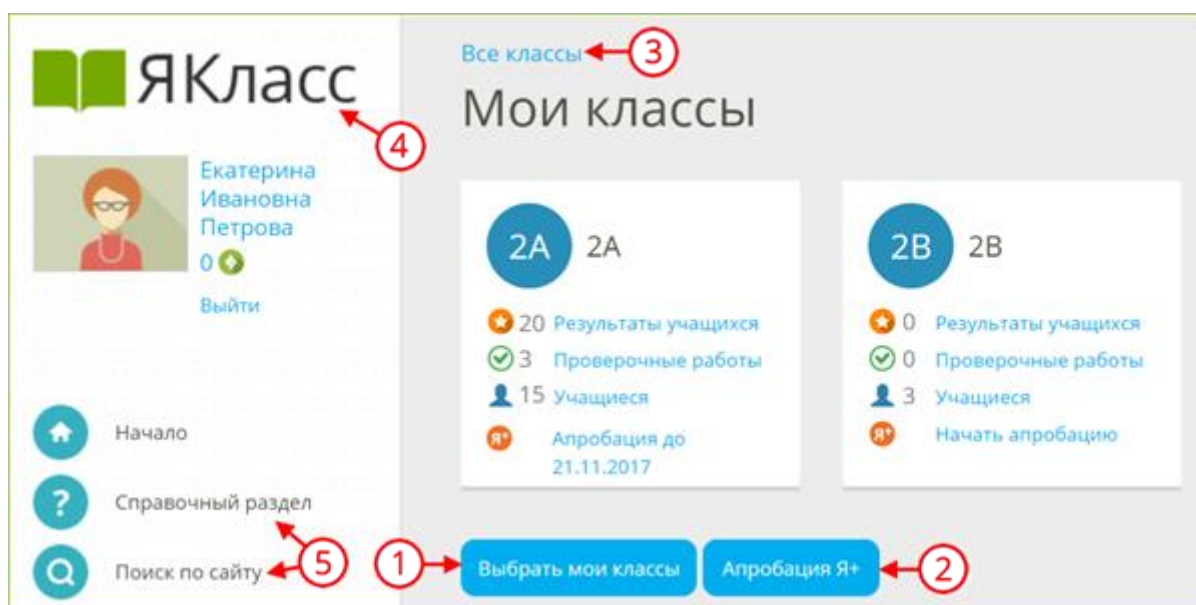 ЯКласс
4
Екатерина
Ивановна
Петрова
0
Выйти
Начало
? Справочный раздел
5
Поиск по сайту
Все классы
3
Мои классы
2А 2А
20 Результаты учащихся
3 Проверочные работы
15 Учащиеся
Я+ Апробация до
21.11.2017
2В 2В
0 Результаты учащихся
0 Проверочные работы
3 Учащиеся
Я+ Начать апробацию
1 Выбрать мои классы Апробация Я+ 2